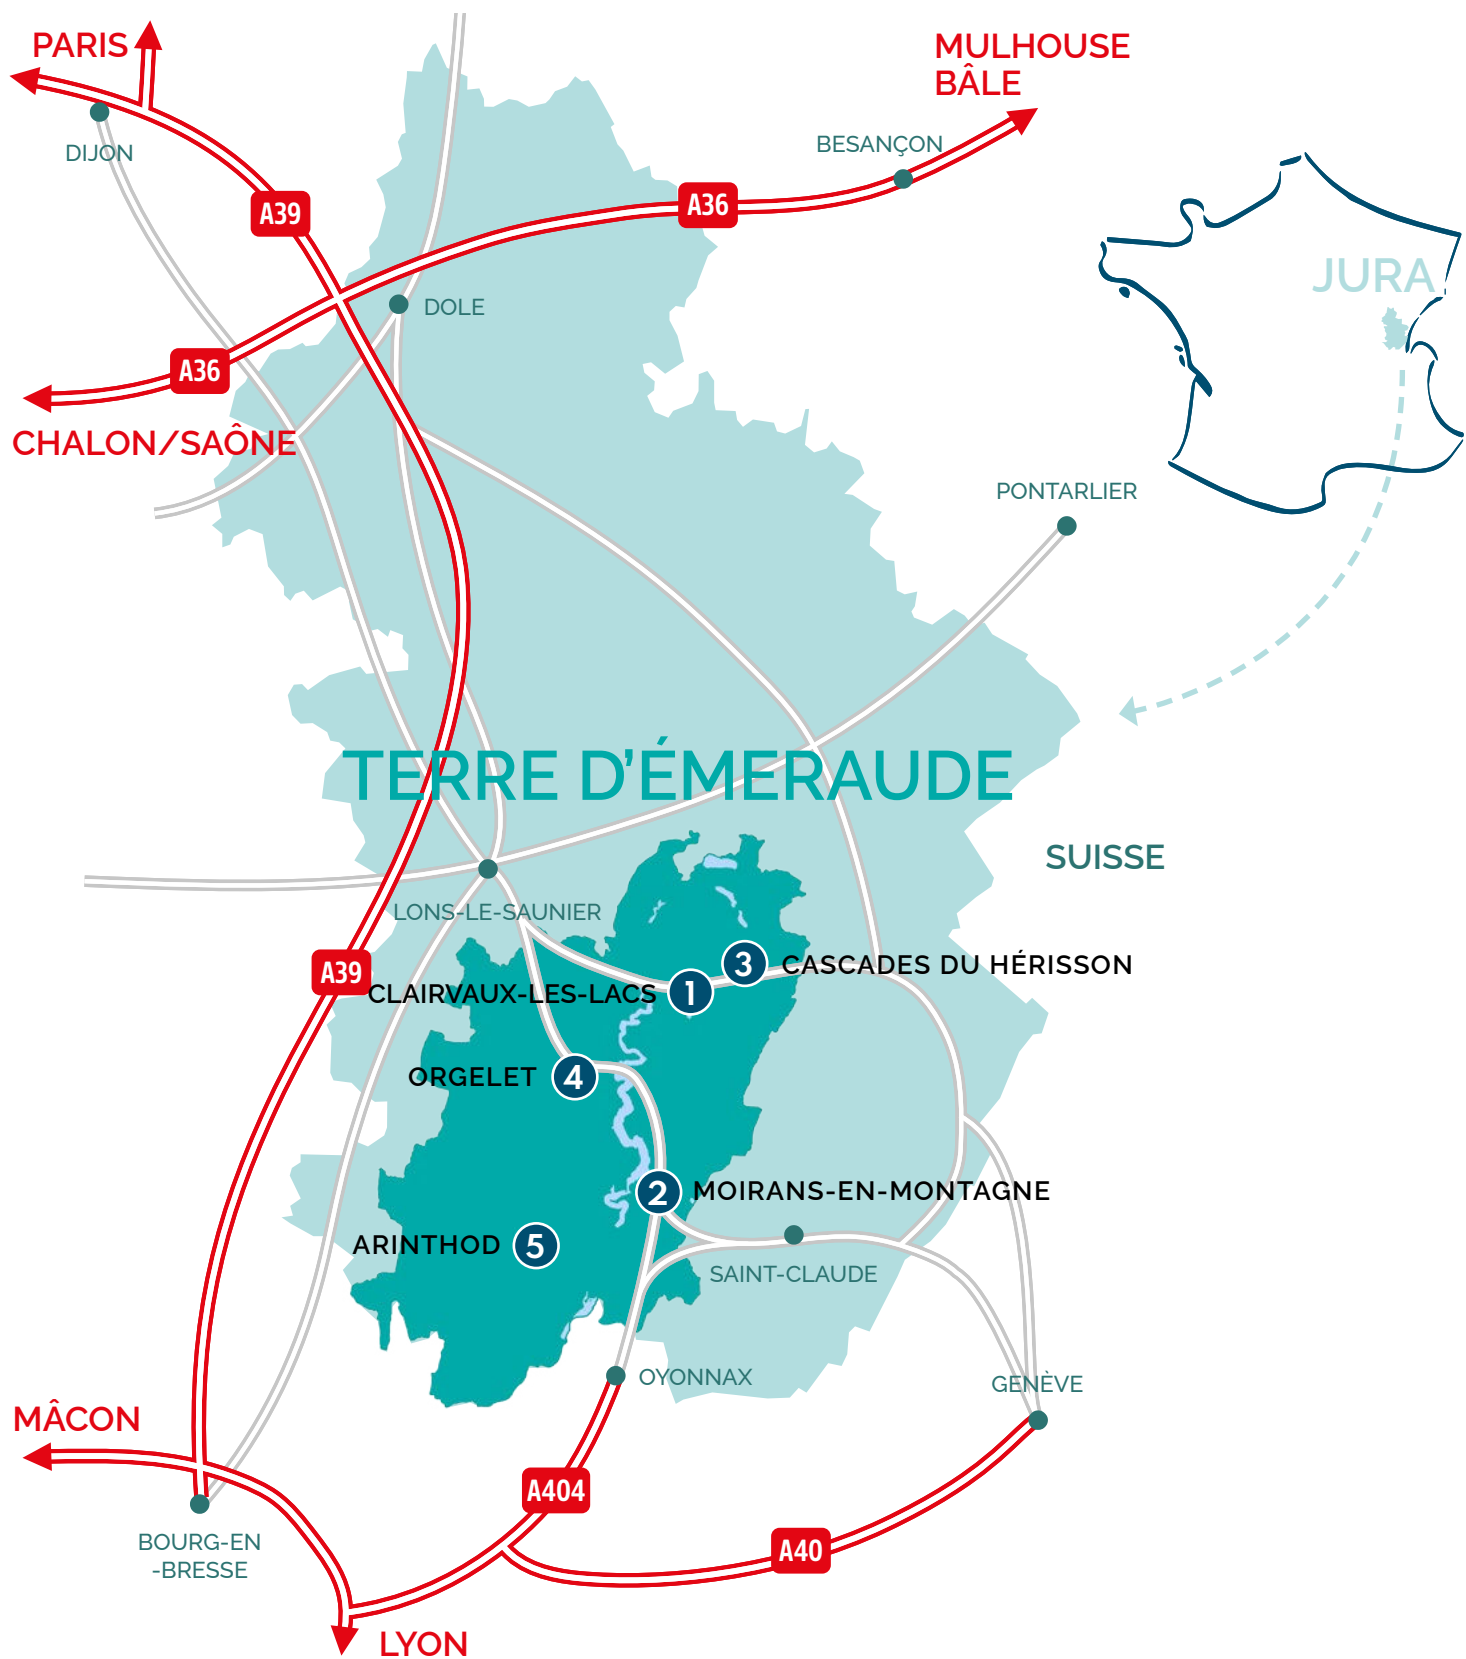 PARIS
MULHOUSE
BÂLE
BESANÇON
DIJON
A39
A36
JURA
DOLE
A36
CHALON/SAÔNE
PONTARLIER
TERRE D'ÉMERAUDE
SUISSE
LONS-LE-SAUNIER
A39
3 CASCADES DU HÉRISSON
CLAIRVAUX-LES-LACS 1
ORGELET 4
2 MOIRANS-EN-MONTAGNE
ARINTHOD 5
SAINT-CLAUDE
OYONNAX
GENÈVE
MÂCON
A404
BOURG-EN
-BRESSE
A40
LYON